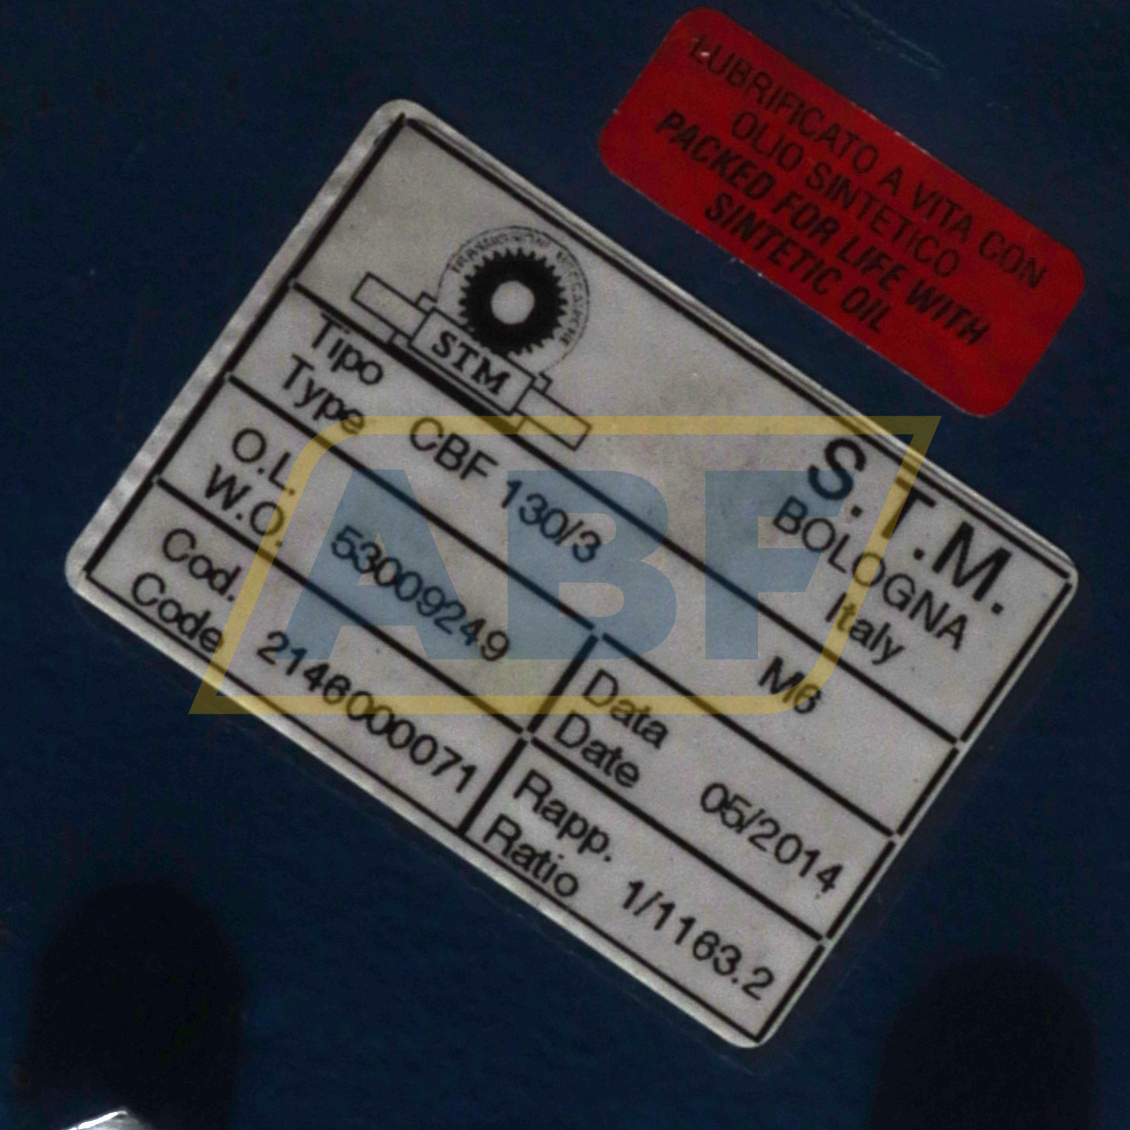 LUBRIFICATO A VITA CON
OLIO SINTETICO
PACKED FOR LIFE WITH
SINTETIC OIL
STM
S.T.M.
BOLOGNA
Italy
Tipo
Type CBF 130/3 M6
O.L.
W.O. 53009249
Data
Date 05/2014
Cod.
Code 2146000071
Rapp.
Ratio 1/1163.2
ABF